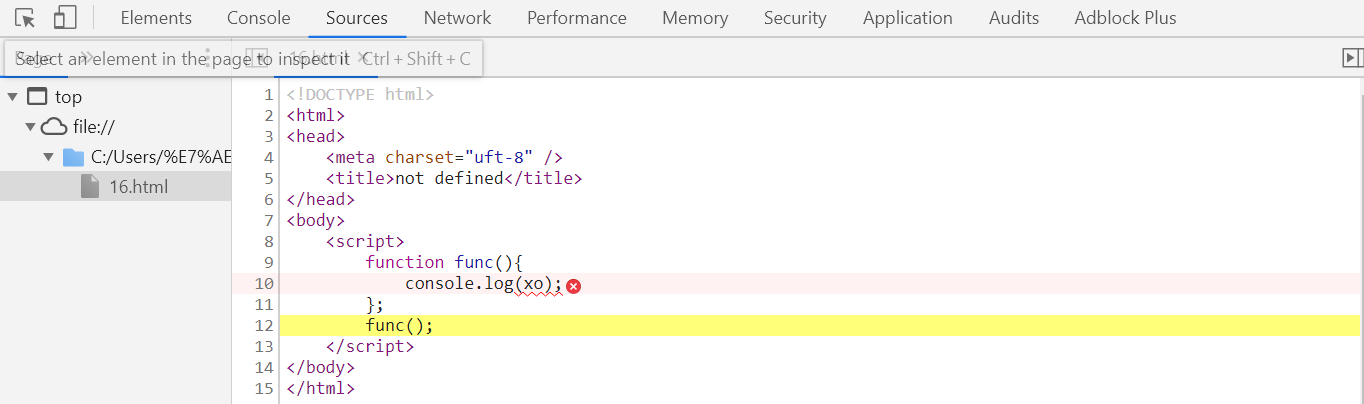 Elements Console Sources Network Performance Memory Security Application Audits Adblock Plus
Select an element in the page to inspect it Ctrl + Shift + C
16.html
top
file://
C:/Users/%E7%AE
16.html
1 <!DOCTYPE html>
2 <html>
3 <head>
4 <meta charset="uft-8" />
5 <title>not defined</title>
6 </head>
7 <body>
8 <script>
9 function func(){
10 console.log(xo);
11 };
12 func();
13 </script>
14 </body>
15 </html>